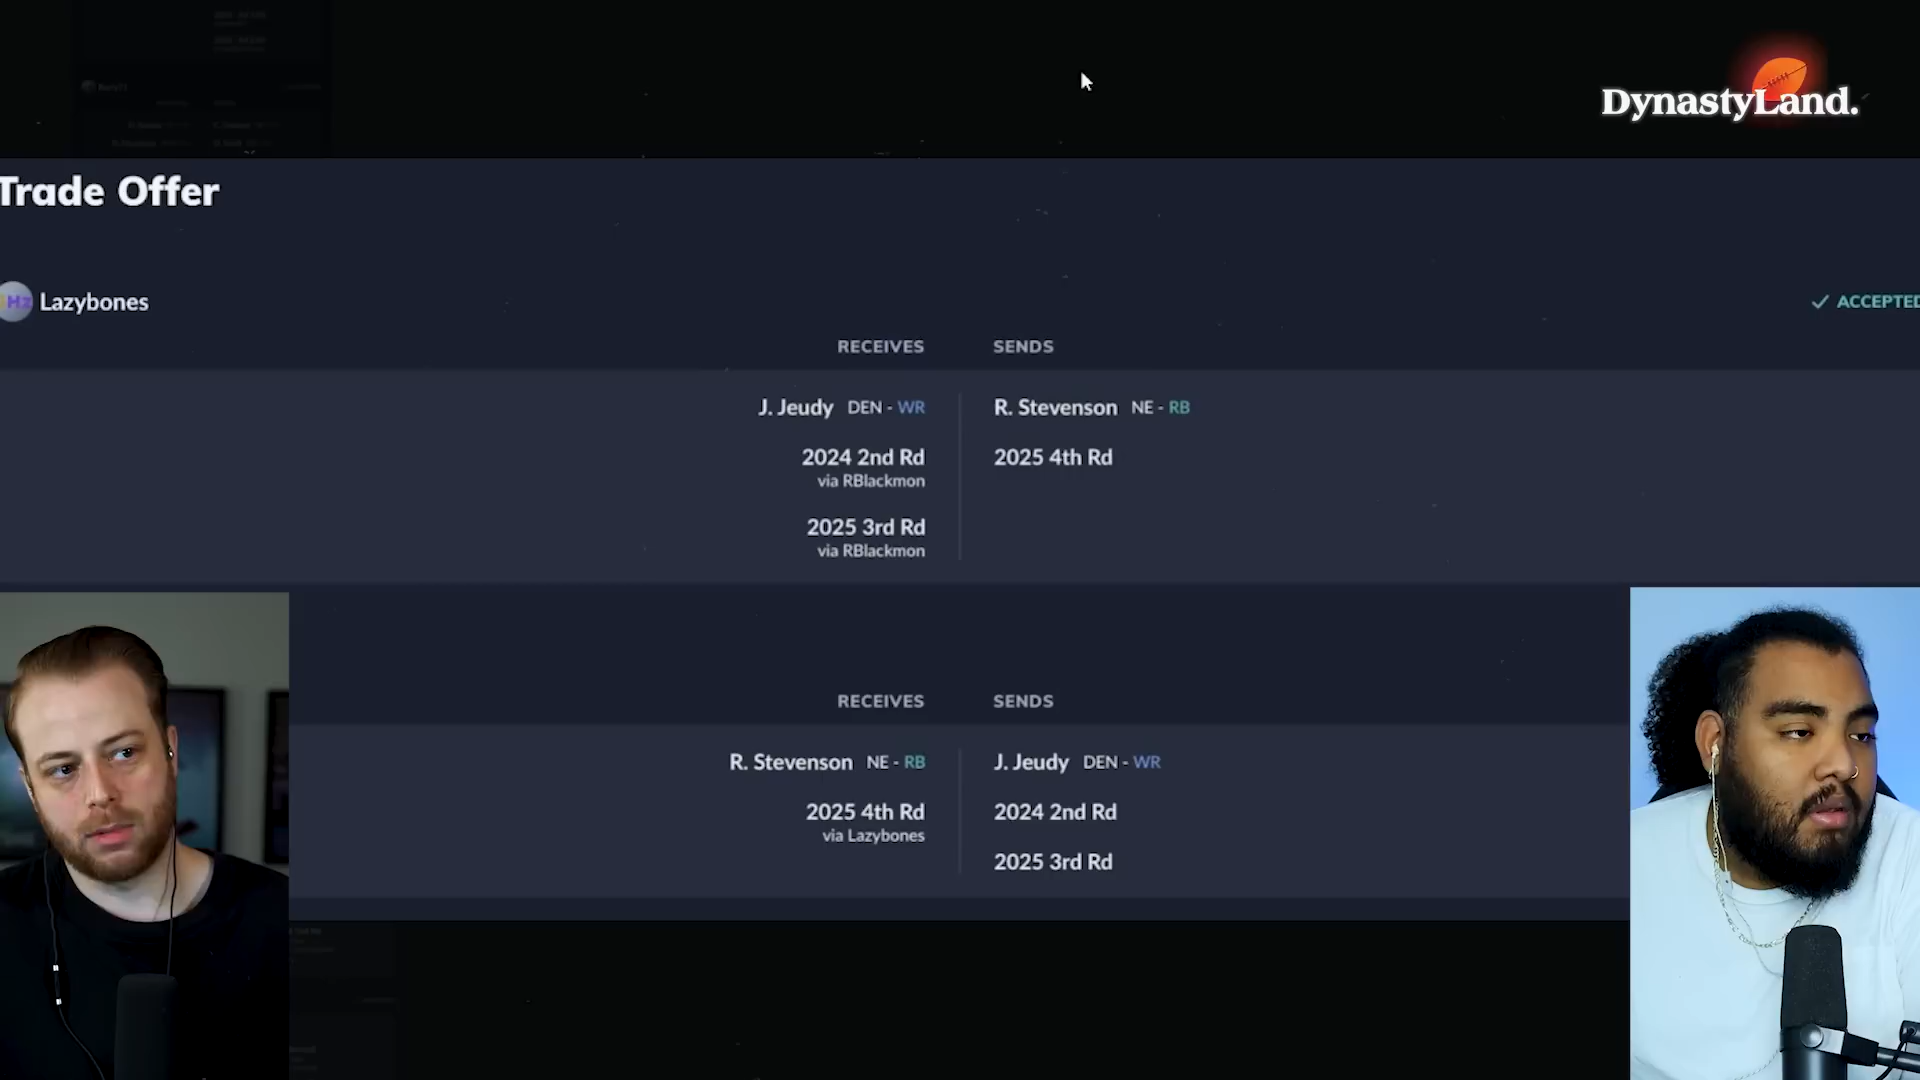 DynastyLand.
Trade Offer
Hz Lazybones
✓ ACCEPTED
RECEIVES SENDS
J. Jeudy DEN - WR R. Stevenson NE - RB
2024 2nd Rd 2025 4th Rd
via RBlackmon
2025 3rd Rd
via RBlackmon
RECEIVES SENDS
R. Stevenson NE - RB J. Jeudy DEN - WR
2025 4th Rd 2024 2nd Rd
via Lazybones
2025 3rd Rd